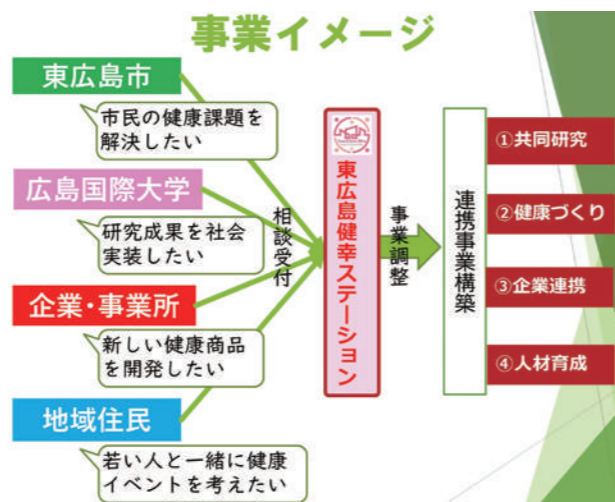 事業イメージ
東広島市
市民の健康課題を
解決したい
広島国際大学
研究成果を社会
実装したい
企業・事業所
新しい健康商品
を開発したい
地域住民
若い人と一緒に健康
イベントを考えたい
相談受付
東広島健幸ステーション
事業調整
連携事業構築
①共同研究
②健康づくり
③企業連携
④人材育成